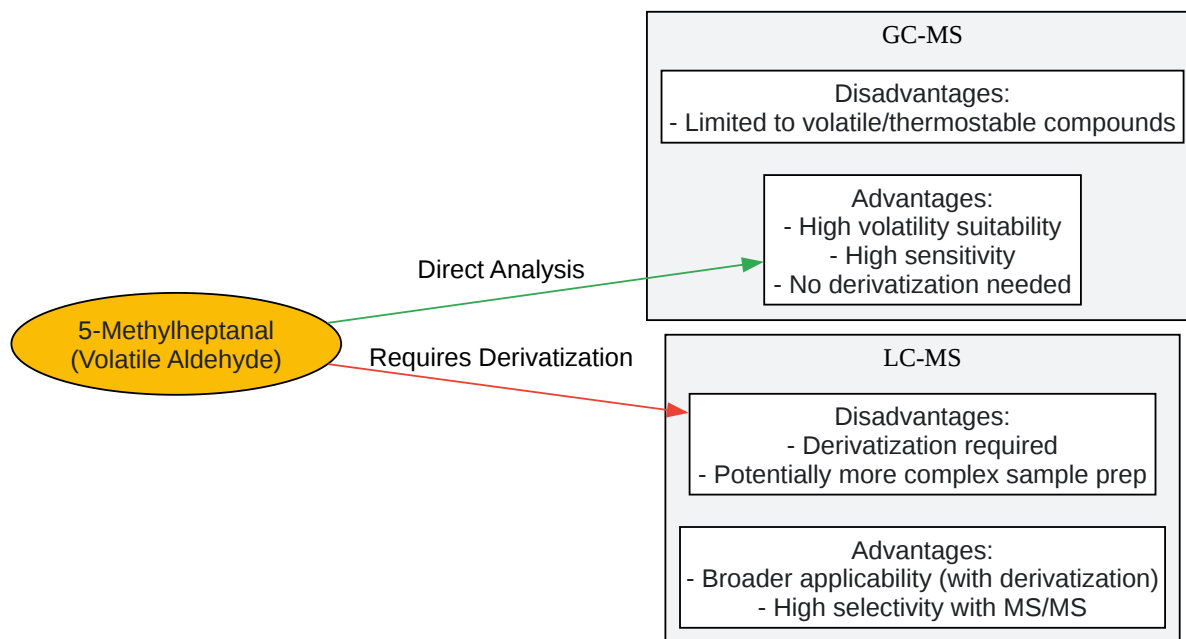 GC-MS
Disadvantages:
- Limited to volatile/thermostable compounds
Advantages:
- High volatility suitability
- High sensitivity
- No derivatization needed
Direct Analysis
5-Methylheptanal
(Volatile Aldehyde)
Requires Derivatization
LC-MS
Disadvantages:
- Derivatization required
- Potentially more complex sample prep
Advantages:
- Broader applicability (with derivatization)
- High selectivity with MS/MS